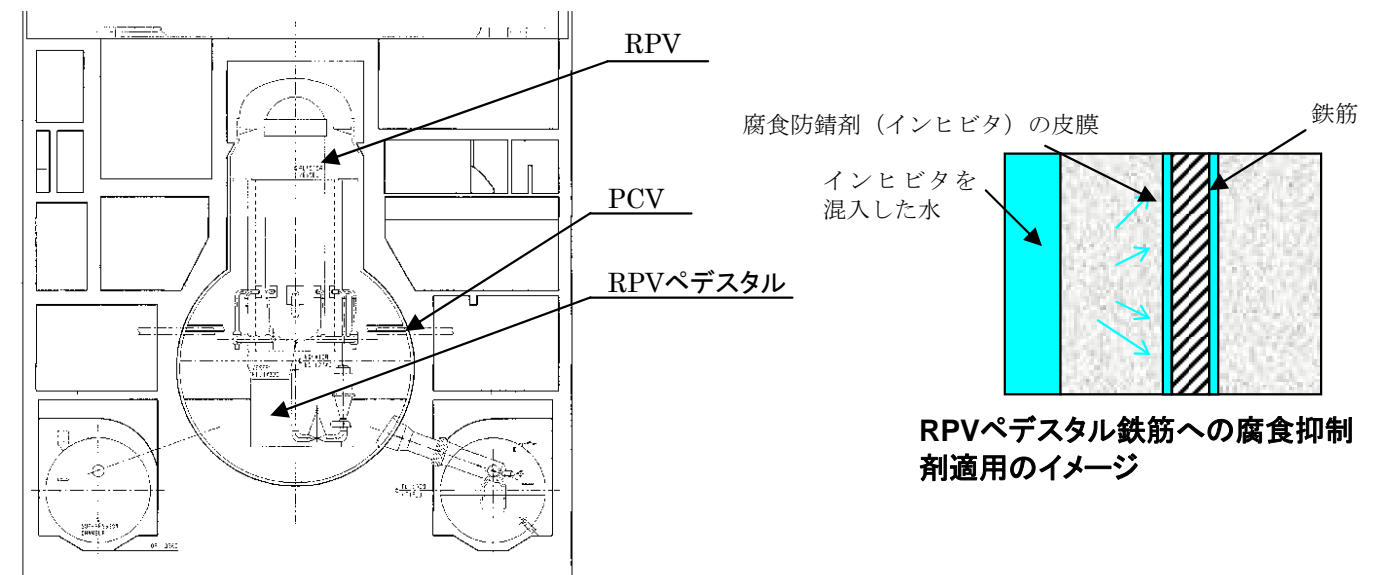 RPV
PCV
RPVペデスタル
腐食防錆剤（インヒビタ）の皮膜
鉄筋
インヒビタを
混入した水
RPVペデスタル鉄筋への腐食抑制
剤適用のイメージ